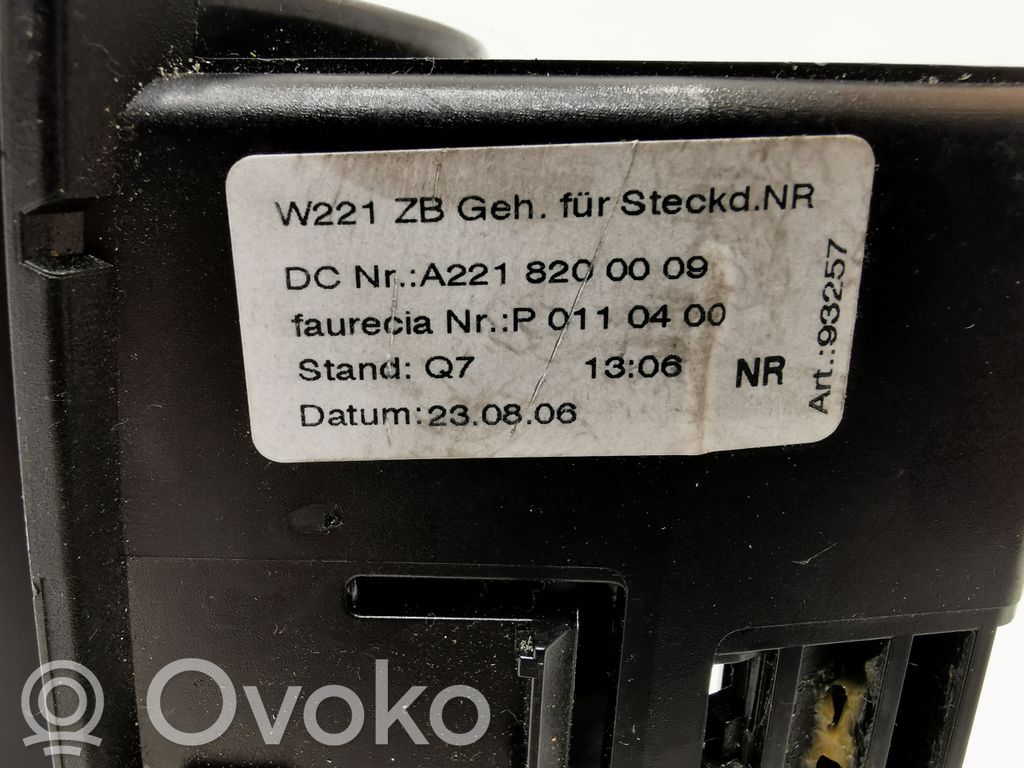 W221 ZB Geh. für Steckd.NR
DC Nr.:A221 820 00 09
faurecia Nr.:P 011 04 00
Stand: Q7 13:06 NR
Datum:23.08.06
Art.:93257
® Ovoko